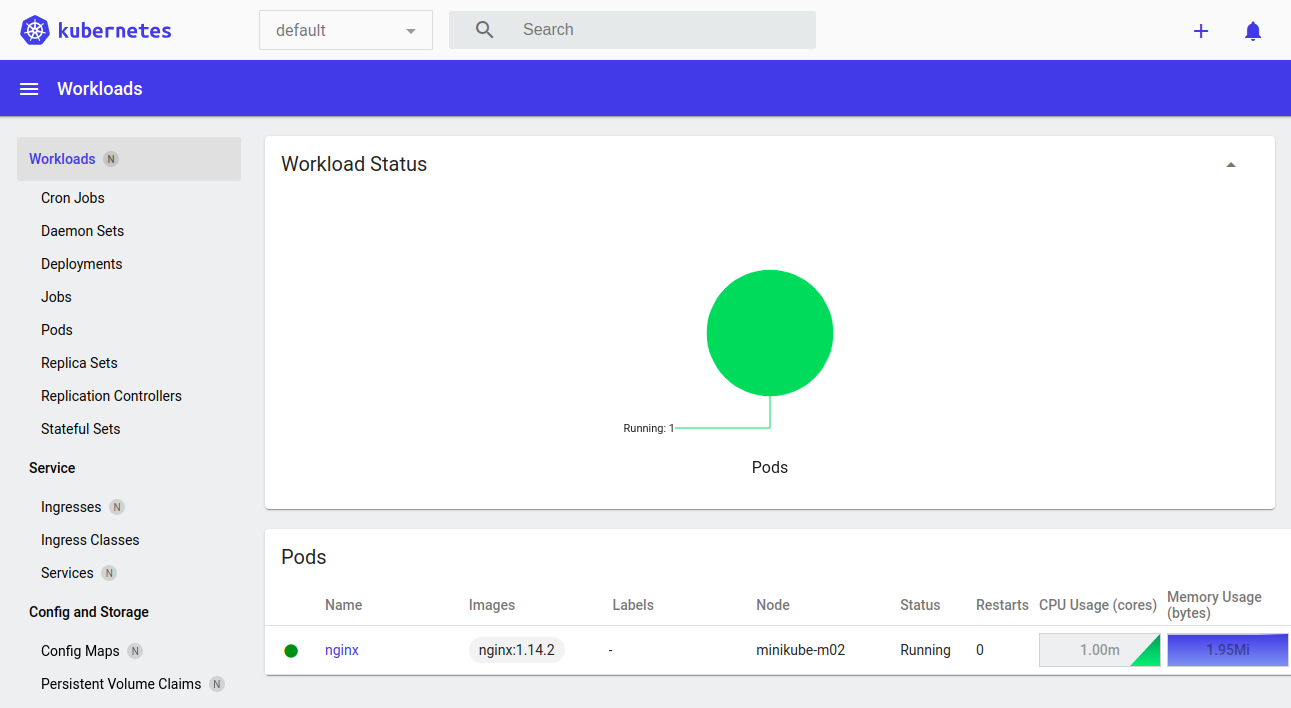 kubernetes
default
Search
Workloads
Workloads N
Cron Jobs
Daemon Sets
Deployments
Jobs
Pods
Replica Sets
Replication Controllers
Stateful Sets
Service
Ingresses N
Ingress Classes
Services N
Config and Storage
Config Maps N
Persistent Volume Claims N
Workload Status
Running: 1
Pods
Pods
Name Images Labels Node Status Restarts CPU Usage (cores) Memory Usage
(bytes)
nginx nginx:1.14.2 - minikube-m02 Running 0 1.00m 1.95Mi